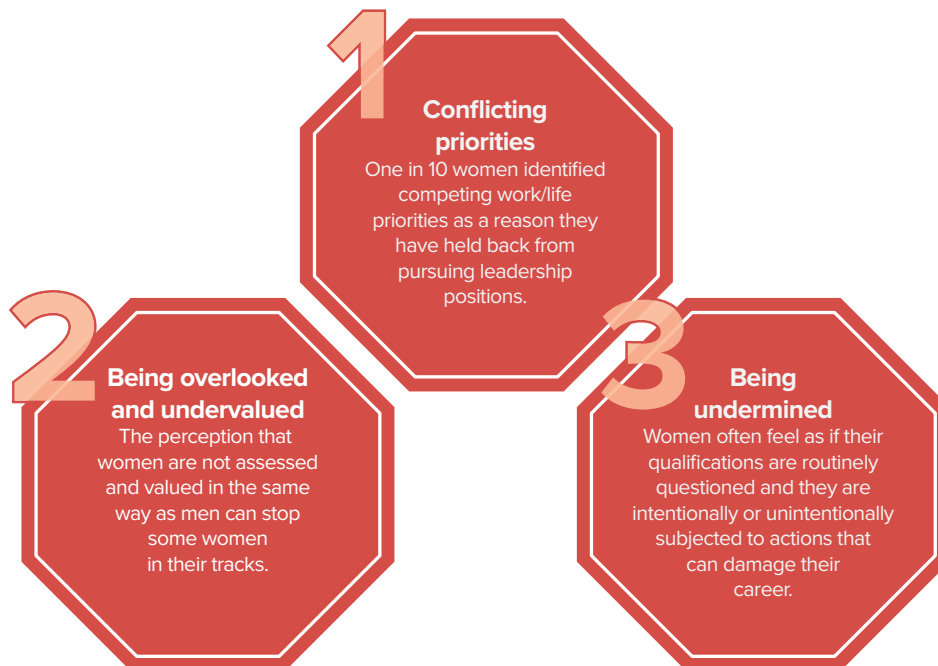 1
Conflicting
priorities
One in 10 women identified
competing work/life
priorities as a reason they
have held back from
pursuing leadership
positions.
2
Being overlooked
and undervalued
The perception that
women are not assessed
and valued in the same
way as men can stop
some women
in their tracks.
3
Being
undermined
Women often feel as if their
qualifications are routinely
questioned and they are
intentionally or unintentionally
subjected to actions that
can damage their
career.